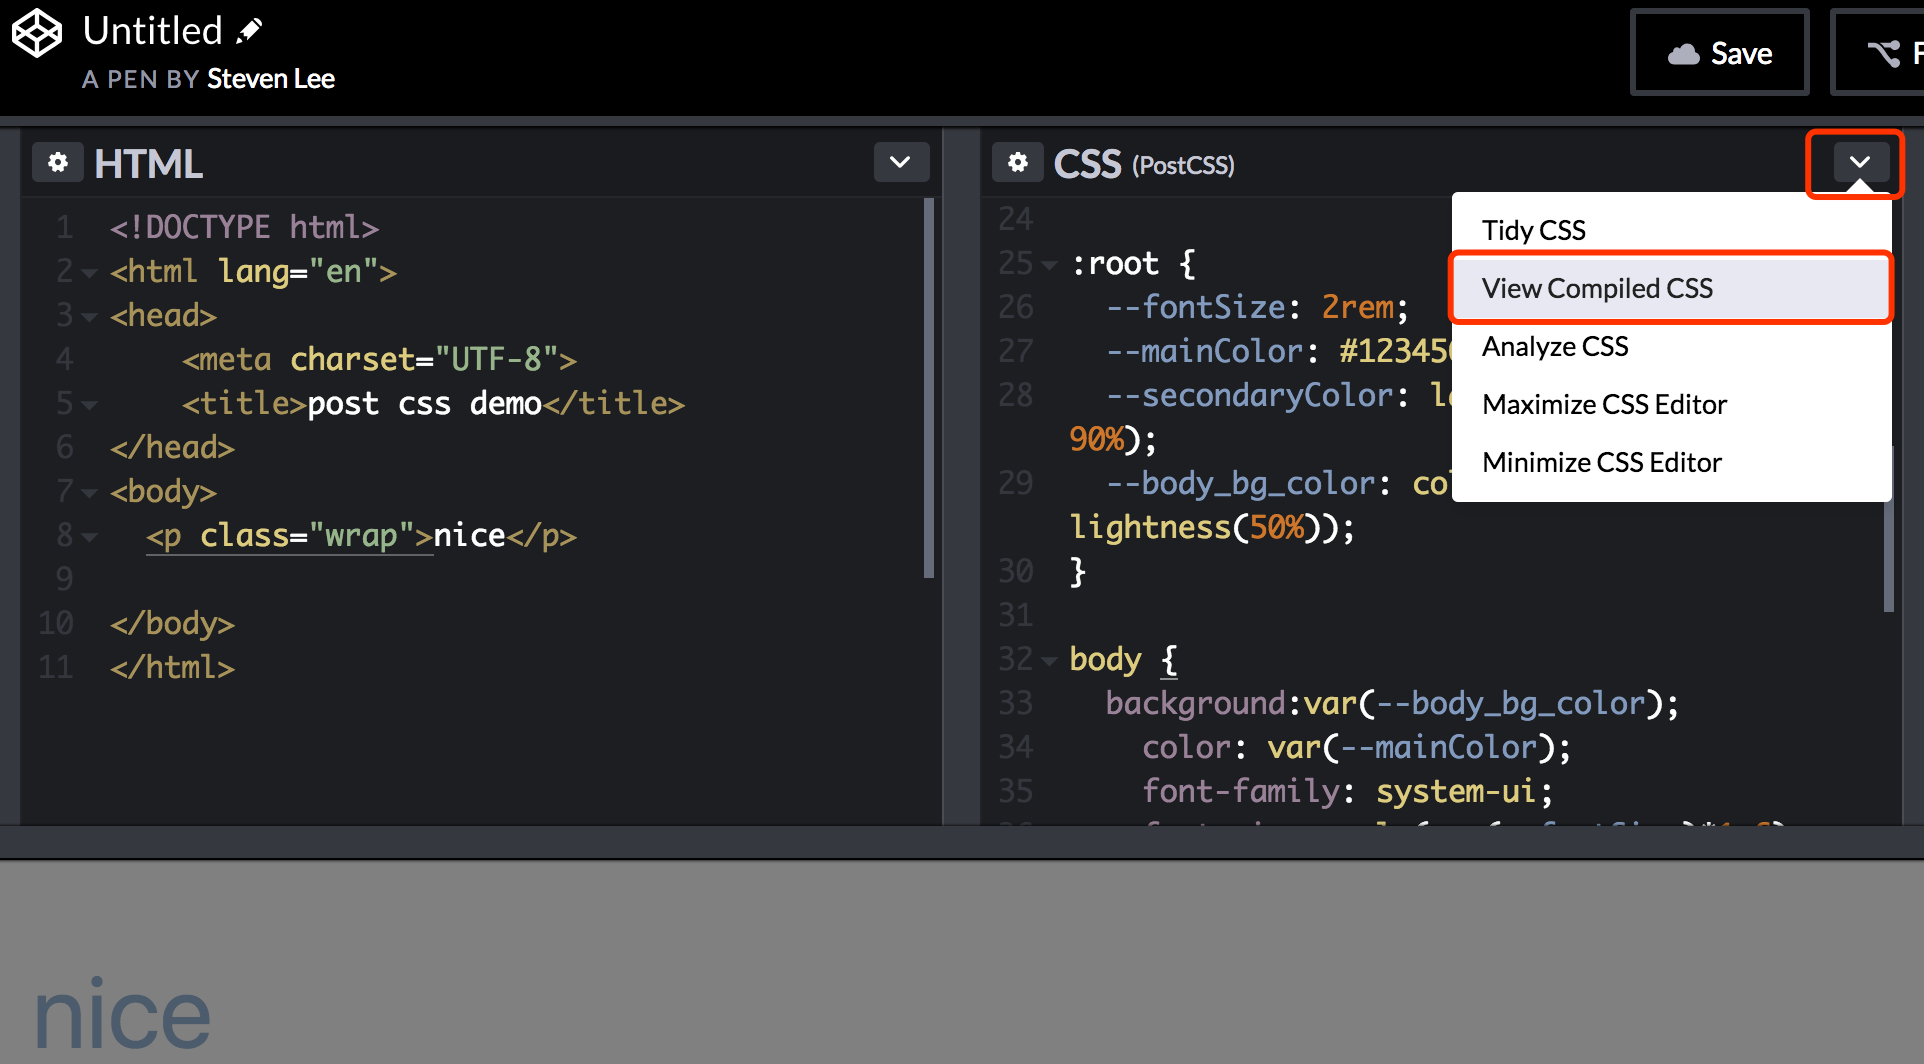 Untitled
A PEN BY Steven Lee
Save
HTML
1 <!DOCTYPE html>
2 <html lang="en">
3 <head>
4 <meta charset="UTF-8">
5 <title>post css demo</title>
6 </head>
7 <body>
8 <p class="wrap">nice</p>
9
10 </body>
11 </html>
CSS (PostCSS)
24
25 :root {
26 --fontSize: 2rem;
27 --mainColor: #12345
28 --secondaryColor:
90%);
29 --body_bg_color: co
lightness(50%));
30 }
31
32 body {
33 background:var(--body_bg_color);
34 color: var(--mainColor);
35 font-family: system-ui;
Tidy CSS
View Compiled CSS
Analyze CSS
Maximize CSS Editor
Minimize CSS Editor
nice